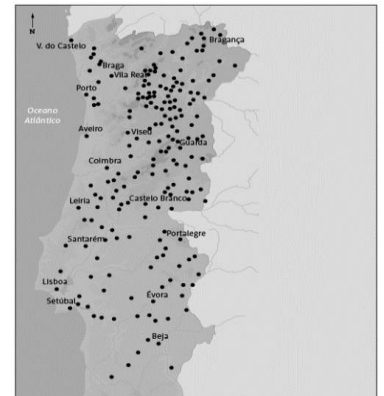 N
Bragança
V. do Castelo
Braga
Vila Real
Porto
Oceano
Atlântico
Aveiro
Viseu
Guarda
Coimbra
Leiria
Castelo Branco
Portalegre
Santarém
Lisboa
Setúbal
Évora
Beja